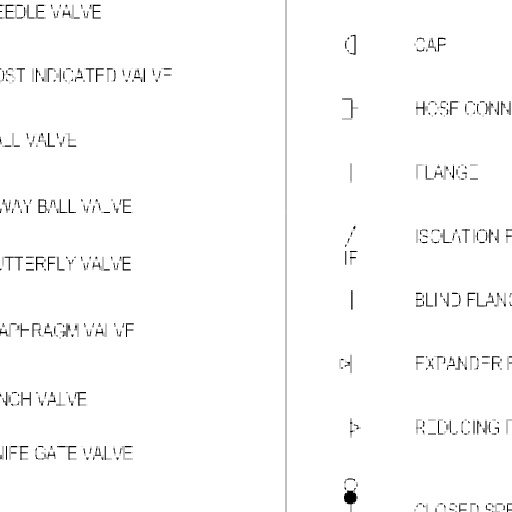 EEDLE VALVE
OST INDICATED VALVE
ALL VALVE
WAY BALL VALVE
UTTERFLY VALVE
APHRAGM VALVE
NCH VALVE
NIFE GATE VALVE
CAP
HOSE CONN
FLANGE
ISOLATION F
IF
BLIND FLANG
EXPANDER F
REDUCING F
CLOSED SPE